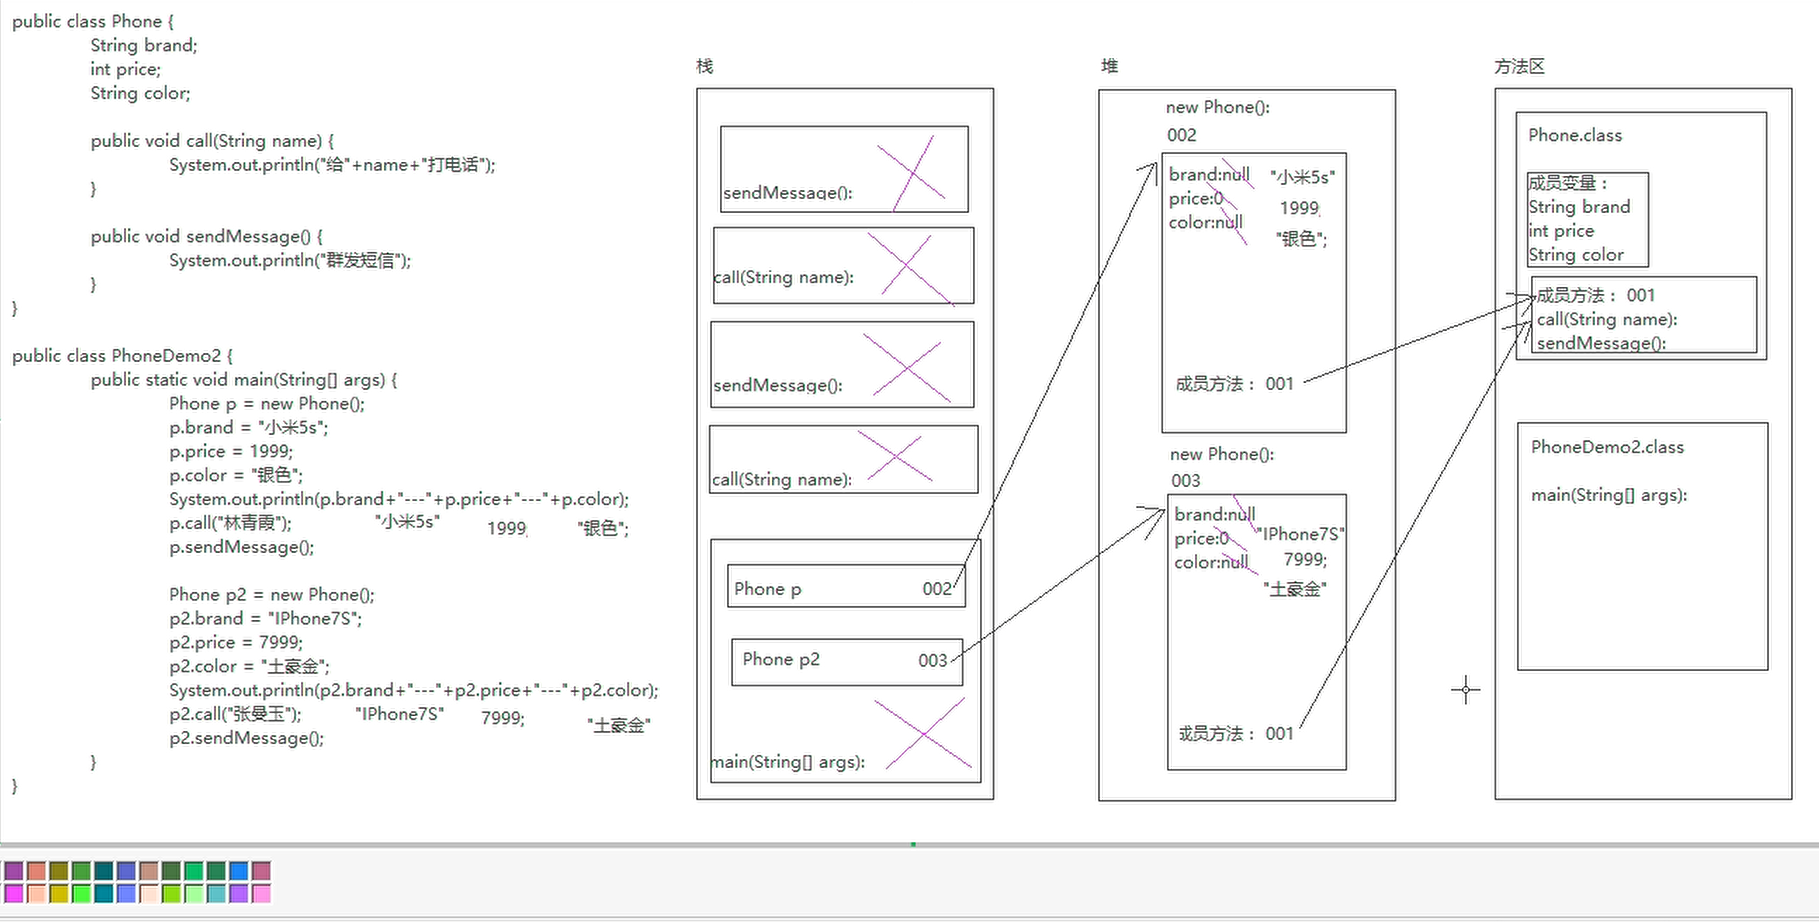 public class Phone {
String brand;
int price;
String color;
public void call(String name) {
System.out.println("给"+name+"打电话");
}
public void sendMessage() {
System.out.println("群发短信");
}
}
public class PhoneDemo2 {
public static void main(String[] args) {
Phone p = new Phone();
p.brand = "小米5s";
p.price = 1999;
p.color = "银色";
System.out.println(p.brand+"---"+p.price+"---"+p.color);
p.call("林青霞"); "小米5s" 1999; "银色";
p.sendMessage();
Phone p2 = new Phone();
p2.brand = "IPhone7S";
p2.price = 7999;
p2.color = "土豪金";
System.out.println(p2.brand+"---"+p2.price+"---"+p2.color);
p2.call("张曼玉"); "IPhone7S" 7999; "土豪金"
p2.sendMessage();
}
}
栈
sendMessage():
call(String name):
sendMessage():
call(String name):
Phone p 002
Phone p2 003
main(String[] args):
堆
new Phone():
002
brand:null "小米5s"
price:0 1999;
color:null "银色";
成员方法： 001
new Phone():
003
brand:null "IPhone7S"
price:0 7999;
color:null "土豪金"
成员方法： 001
方法区
Phone.class
成员变量：
String brand
int price
String color
成员方法： 001
call(String name):
sendMessage():
PhoneDemo2.class
main(String[] args):